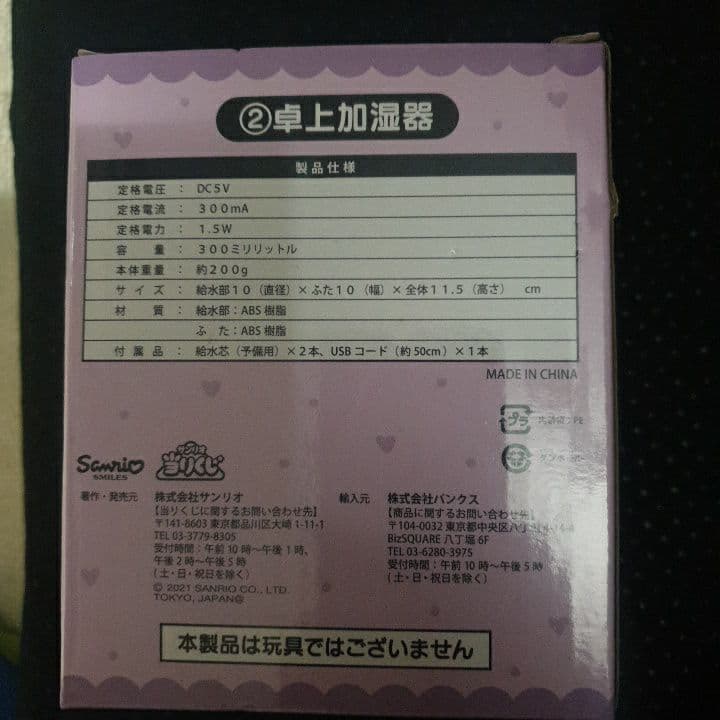 ②卓上加湿器
製品仕様
定格電圧 : DC5V
定格電流 : 300mA
定格電力 : 1.5W
容量 : 300ミリリットル
本体重量 : 約200g
サイズ : 給水部10(直径)×ふた10(幅)×全体11.5(高さ) cm
材質 : 給水部:ABS樹脂
ふた:ABS樹脂
付属品 : 給水芯(予備用)×2本、USBコード(約50cm)×1本
MADE IN CHINA
プラ
Sanrio
SMILES
サンリオ
当りくじ
著作・発売元 株式会社サンリオ
【当りくじに関するお問い合わせ先】
〒141-8603 東京都品川区大崎1-11-1
TEL 03-3779-8305
受付時間:午前10時〜午後1時、
午後2時〜午後5時
(土・日・祝日を除く)
© 2021 SANRIO CO., LTD.
TOKYO, JAPAN Ⓗ
輸入元 株式会社バンクス
【商品に関するお問い合わせ先】
〒104-0032 東京都中央区八丁堀
BizSQUARE 八丁堀 6F
TEL 03-6280-3975
受付時間:午前10時〜午後5時
(土・日・祝日を除く)
本製品は玩具ではございません